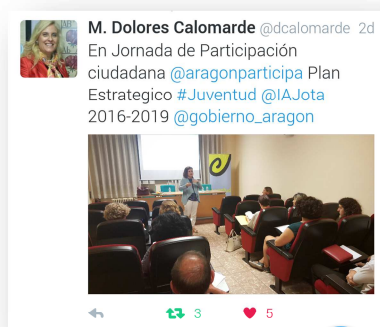 M. Dolores Calomarde @dcalomarde 2d
En Jornada de Participación
ciudadana @aragonparticipa Plan
Estrategico #Juventud @IAJota
2016-2019 @gobierno_aragon
3 5